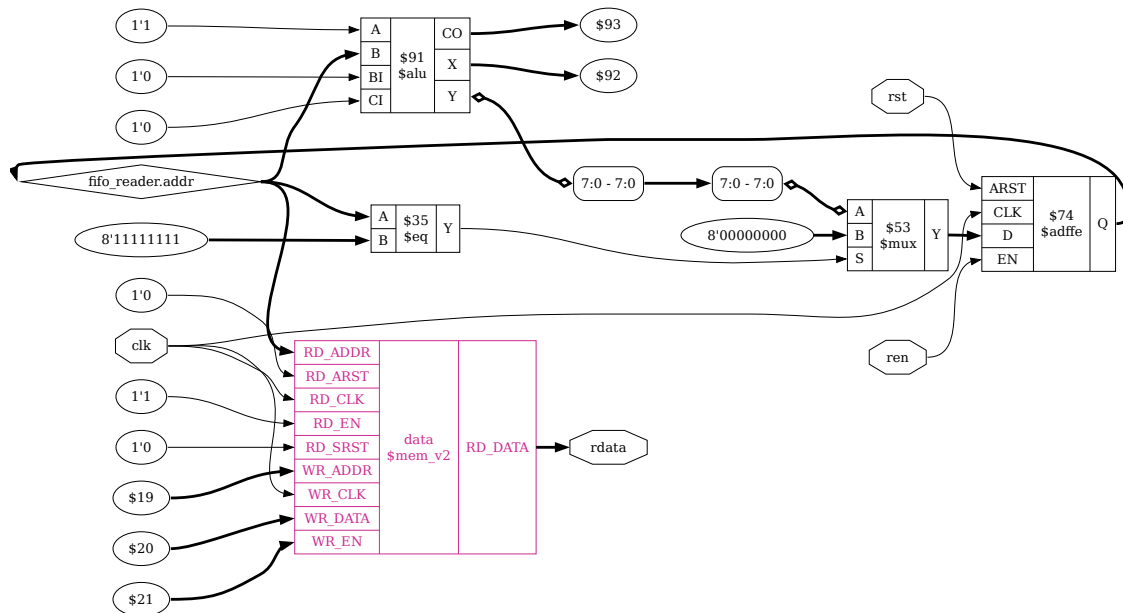 1'1
1'0
1'0
A
B
BI
CI
$91
$alu
CO
X
Y
$93
$92
rst
fifo_reader.addr
7:0 - 7:0
7:0 - 7:0
8'11111111
A
B
$35
$eq
Y
8'00000000
A
B
S
$53
$mux
Y
ARST
CLK
D
EN
$74
$adffe
Q
ren
1'0
clk
1'1
1'0
$19
$20
$21
RD_ADDR
RD_ARST
RD_CLK
RD_EN
RD_SRST
WR_ADDR
WR_CLK
WR_DATA
WR_EN
data
$mem_v2
RD_DATA
rdata